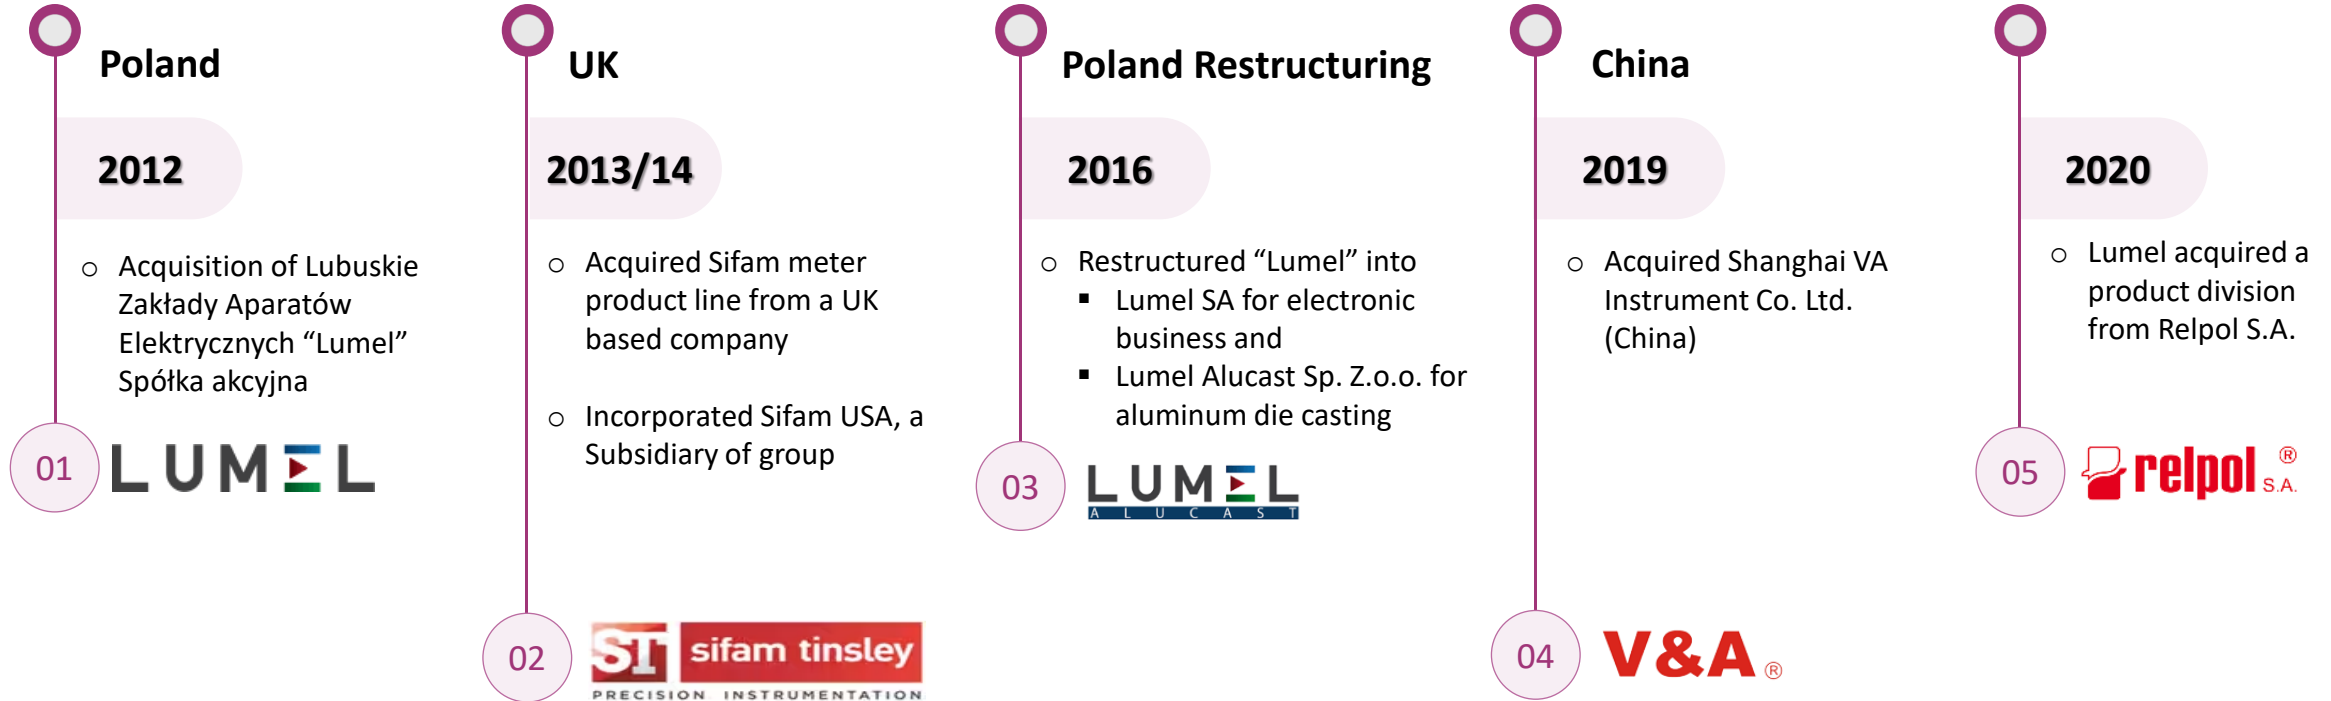 Poland
2012
○ Acquisition of Lubuskie
Zakłady Aparatów
Elektrycznych “Lumel”
Spółka akcyjna
01
LUMEL
UK
2013/14
○ Acquired Sifam meter
product line from a UK
based company
○ Incorporated Sifam USA, a
Subsidiary of group
02
ST sifam tinsley
PRECISION INSTRUMENTATION
Poland Restructuring
2016
○ Restructured “Lumel” into
▪ Lumel SA for electronic
business and
▪ Lumel Alucast Sp. Z.o.o. for
aluminum die casting
03
LUMEL
ALUCAST
China
2019
○ Acquired Shanghai VA
Instrument Co. Ltd.
(China)
04
V&A ®
2020
○ Lumel acquired a
product division
from Relpol S.A.
05
relpol S.A. ®